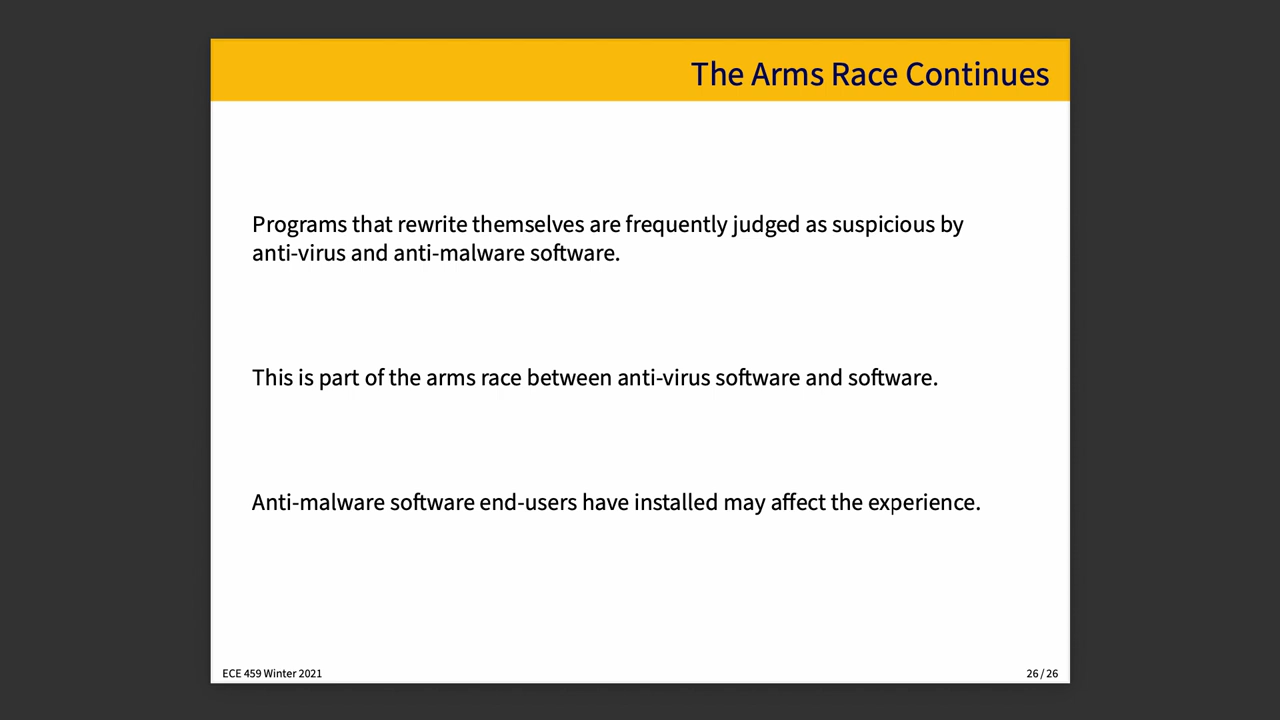 The Arms Race Continues
Programs that rewrite themselves are frequently judged as suspicious by
anti-virus and anti-malware software.
This is part of the arms race between anti-virus software and software.
Anti-malware software end-users have installed may affect the experience.
ECE 459 Winter 2021
26 / 26